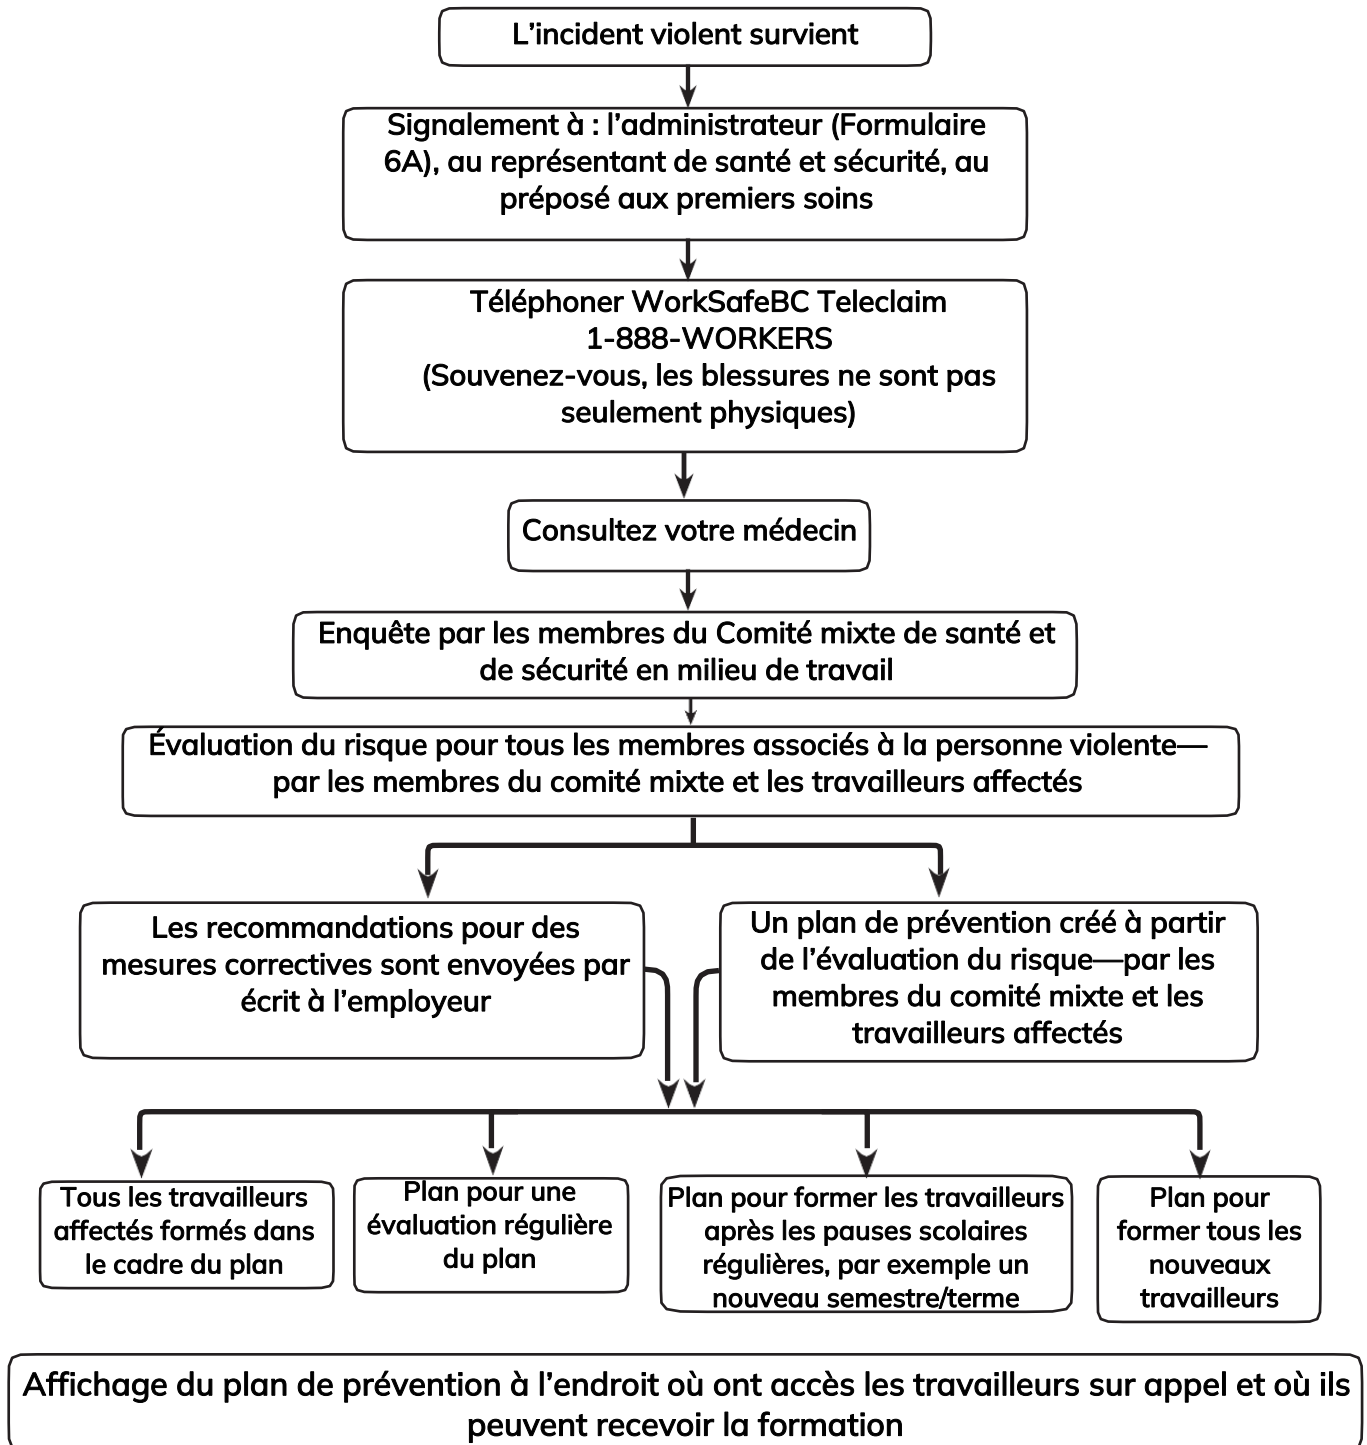 L’incident violent survient
Signalement à : l’administrateur (Formulaire
6A), au représentant de santé et sécurité, au
préposé aux premiers soins
Téléphoner WorkSafeBC Teleclaim
1-888-WORKERS
(Souvenez-vous, les blessures ne sont pas
seulement physiques)
Consultez votre médecin
Enquête par les membres du Comité mixte de santé et
de sécurité en milieu de travail
Évaluation du risque pour tous les membres associés à la personne violente—
par les membres du comité mixte et les travailleurs affectés
Les recommandations pour des
mesures correctives sont envoyées par
écrit à l’employeur
Un plan de prévention créé à partir
de l’évaluation du risque—par les
membres du comité mixte et les
travailleurs affectés
Tous les travailleurs
affectés formés dans
le cadre du plan
Plan pour une
évaluation régulière
du plan
Plan pour former les travailleurs
après les pauses scolaires
régulières, par exemple un
nouveau semestre/terme
Plan pour
former tous les
nouveaux
travailleurs
Affichage du plan de prévention à l’endroit où ont accès les travailleurs sur appel et où ils
peuvent recevoir la formation